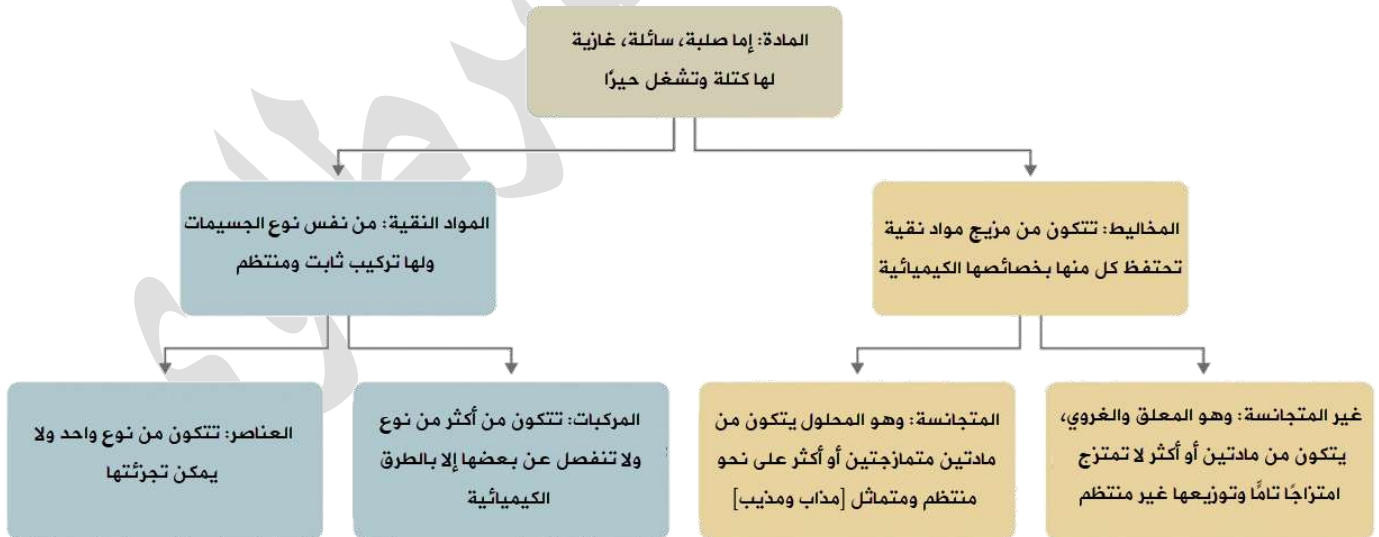 المادة: إما صلبة، سائلة، غازية
لها كتلة وتشغل حيزًا
المخاليط: تتكون من مزيج مواد نقية
تحتفظ كل منها بخصائصها الكيميائية
المواد النقية: من نفس نوع الجسيمات
ولها تركيب ثابت ومنتظم
غير المتجانسة: وهو المعلق والغروي،
يتكون من مادتين أو أكثر لا تمتزج
امتزاجًا تامًّا وتوزيعها غير منتظم
المتجانسة: وهو المحلول يتكون من
مادتين متمازجتين أو أكثر على نحو
منتظم ومتماثل [مذاب ومذيب]
المركبات: تتكون من أكثر من نوع
ولا تنفصل عن بعضها إلا بالطرق
الكيميائية
العناصر: تتكون من نوع واحد ولا
يمكن تجزئتها